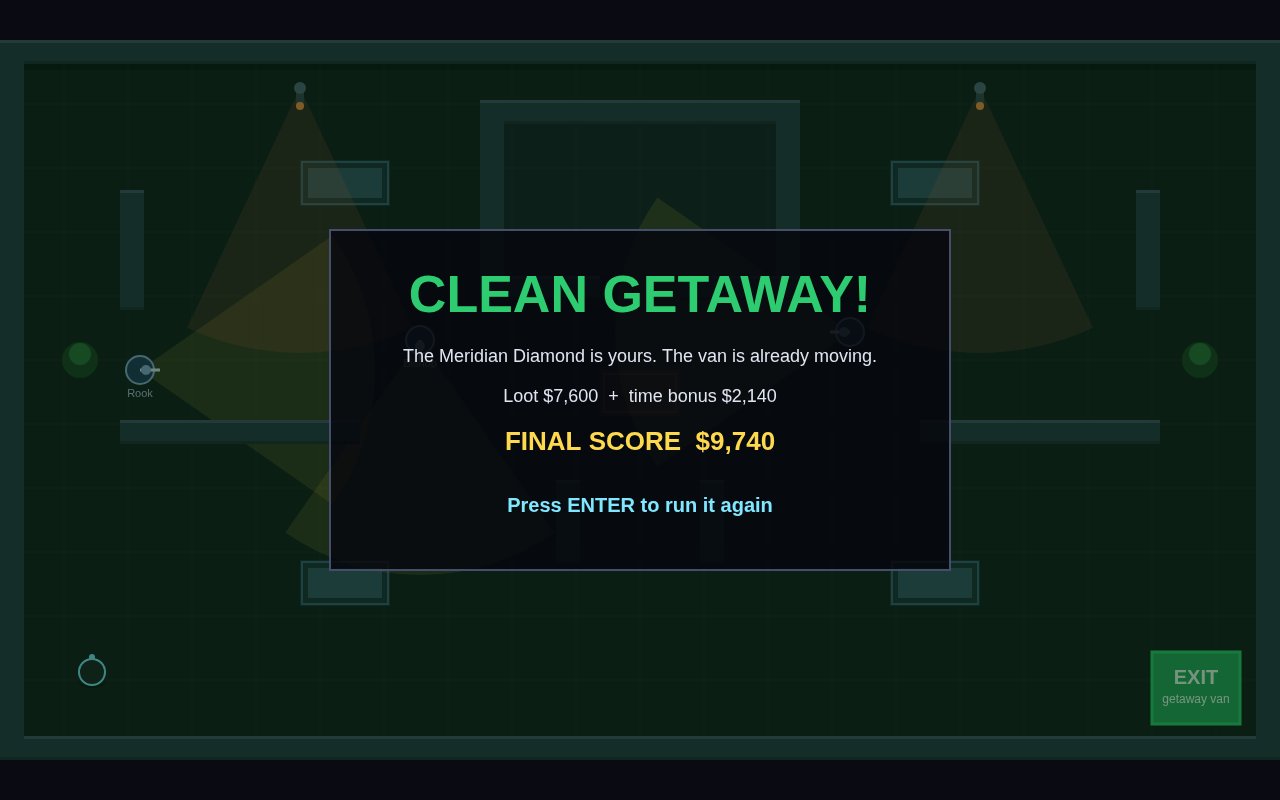 CLEAN GETAWAY!
The Meridian Diamond is yours. The van is already moving.
Rook
Loot $7,600 + time bonus $2,140
FINAL SCORE $9,740
Press ENTER to run it again
EXIT
getaway van